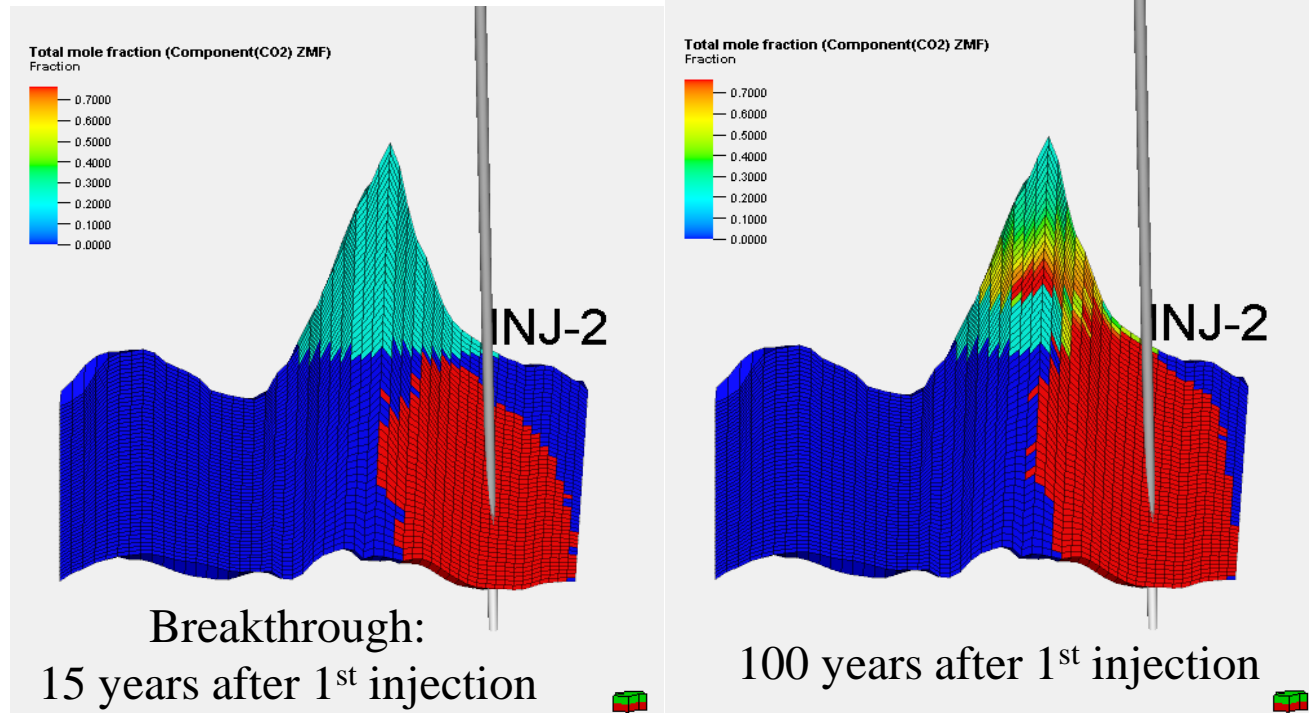 Total mole fraction (Component(CO2) ZMF)
Fraction
0.7000
0.6000
0.5000
0.4000
0.3000
0.2000
0.1000
0.0000
INJ-2
Breakthrough:
15 years after 1st injection
Total mole fraction (Component(CO2) ZMF)
Fraction
0.7000
0.6000
0.5000
0.4000
0.3000
0.2000
0.1000
0.0000
INJ-2
100 years after 1st injection